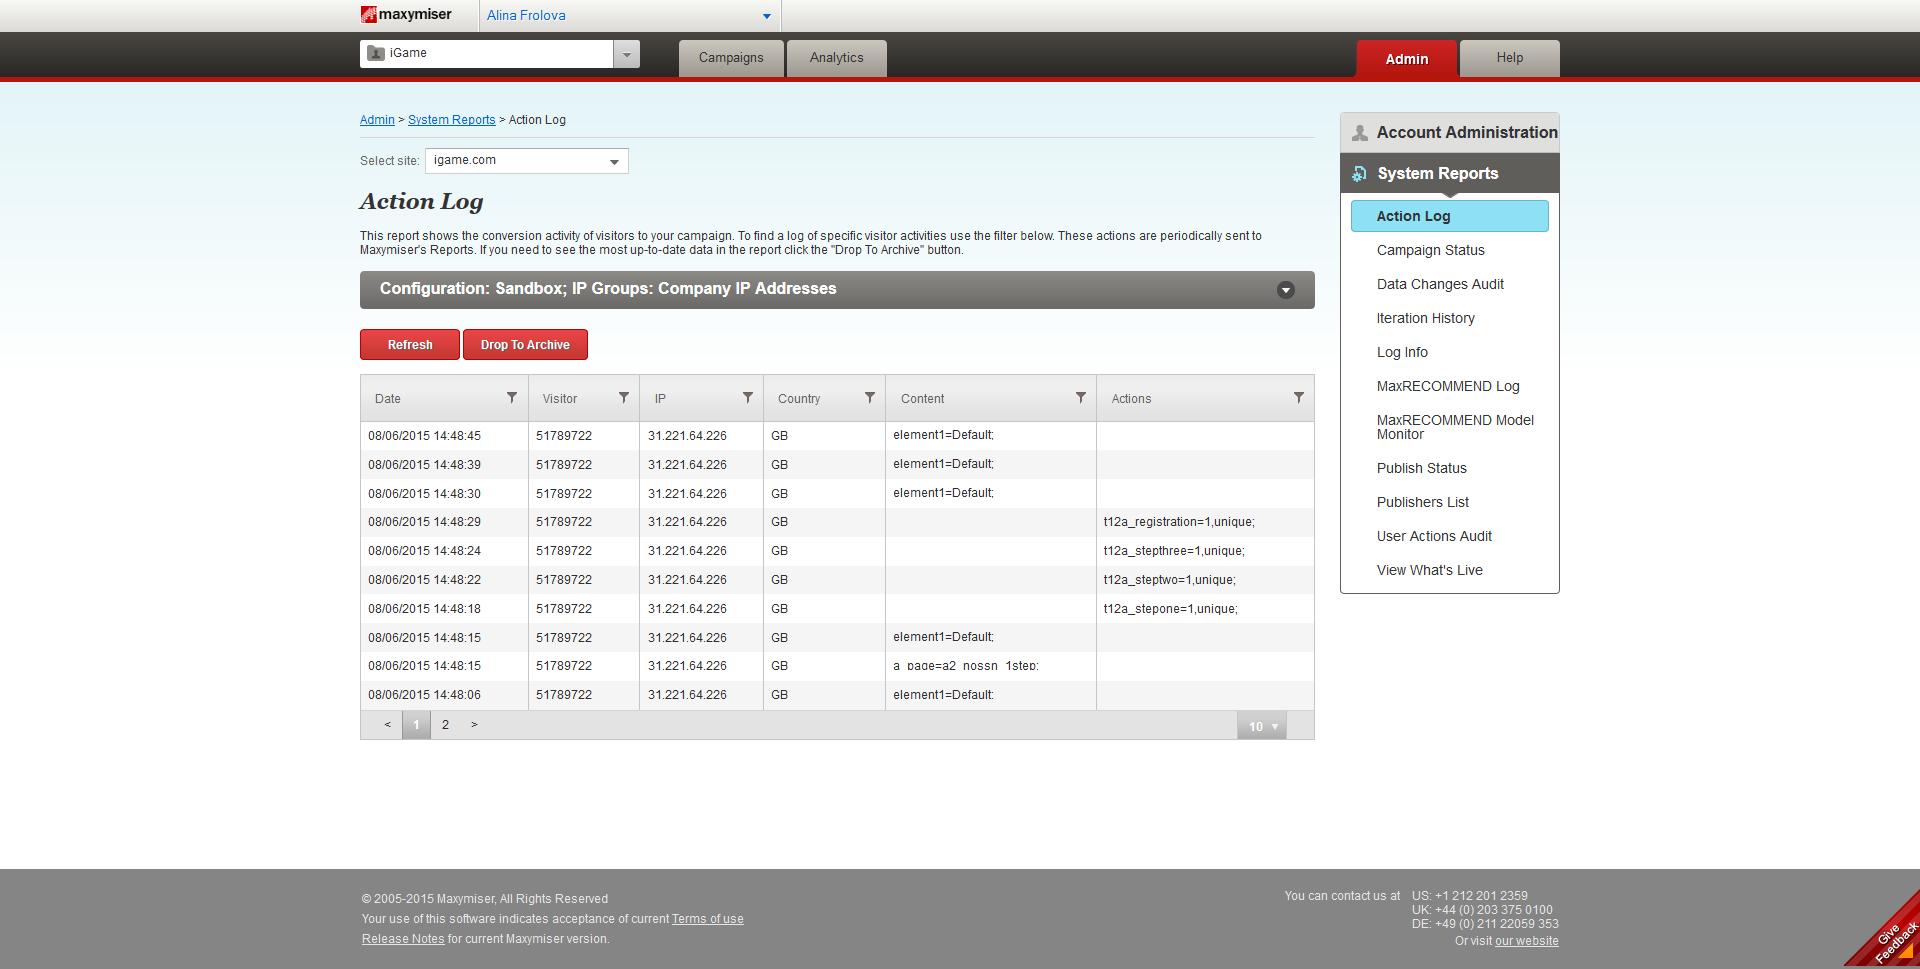 maxymiser
Alina Frolova
iGame
Campaigns
Analytics
Admin
Help
Admin > System Reports > Action Log
Select site:
igame.com
Action Log
This report shows the conversion activity of visitors to your campaign. To find a log of specific visitor activities use the filter below. These actions are periodically sent to
Maxymiser's Reports. If you need to see the most up-to-date data in the report click the "Drop To Archive" button.
Configuration: Sandbox; IP Groups: Company IP Addresses
Refresh
Drop To Archive
Date Visitor IP Country Content Actions
08/06/2015 14:48:45 51789722 31.221.64.226 GB element1=Default;
08/06/2015 14:48:39 51789722 31.221.64.226 GB element1=Default;
08/06/2015 14:48:30 51789722 31.221.64.226 GB element1=Default;
08/06/2015 14:48:29 51789722 31.221.64.226 GB t12a_registration=1,unique;
08/06/2015 14:48:24 51789722 31.221.64.226 GB t12a_stepthree=1,unique;
08/06/2015 14:48:22 51789722 31.221.64.226 GB t12a_steptwo=1,unique;
08/06/2015 14:48:18 51789722 31.221.64.226 GB t12a_stepone=1,unique;
08/06/2015 14:48:15 51789722 31.221.64.226 GB element1=Default;
08/06/2015 14:48:15 51789722 31.221.64.226 GB a_page=a2_nossn_1step;
08/06/2015 14:48:06 51789722 31.221.64.226 GB element1=Default;
< 1 2 >
10
Account Administration
System Reports
Action Log
Campaign Status
Data Changes Audit
Iteration History
Log Info
MaxRECOMMEND Log
MaxRECOMMEND Model
Monitor
Publish Status
Publishers List
User Actions Audit
View What's Live
© 2005-2015 Maxymiser, All Rights Reserved
Your use of this software indicates acceptance of current Terms of use
Release Notes for current Maxymiser version.
You can contact us at
US: +1 212 201 2359
UK: +44 (0) 203 375 0100
DE: +49 (0) 211 22059 353
Or visit our website
Give
Feedback